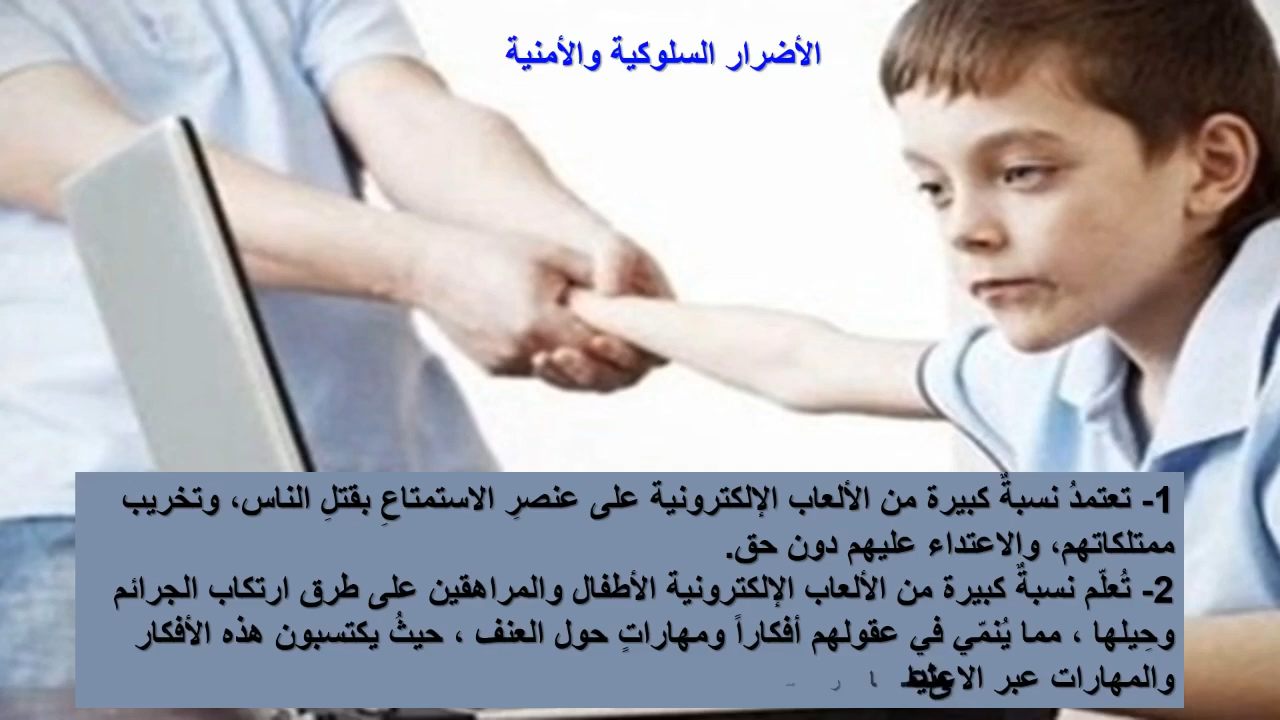 الأضرار السلوكية والأمنية
1- تعتمدُ نسبةٌ كبيرة من الألعاب الإلكترونية على عنصرِ الاستمتاعِ بقتلِ الناس، وتخريب
ممتلكاتهم، والاعتداء عليهم دون حق.
2- تُعلّم نسبةٌ كبيرة من الألعاب الإلكترونية الأطفال والمراهقين على طرق ارتكاب الجرائم
وحِيلها ، مما يُنمّي في عقولهم أفكاراً ومهاراتٍ حول العنف ، حيثُ يكتسبون هذه الأفكار
والمهارات عبر